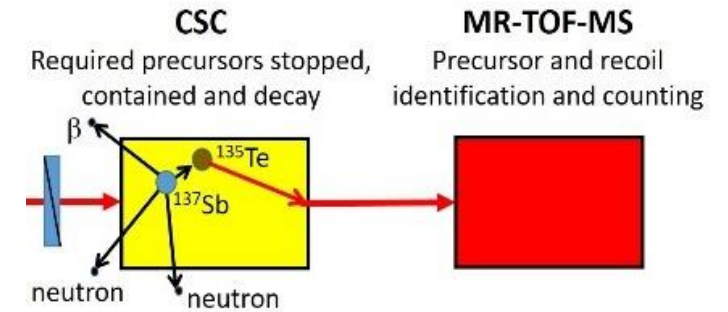 CSC
Required precursors stopped,
contained and decay
MR-TOF-MS
Precursor and recoil
identification and counting
β
¹³⁵Te
¹³⁷Sb
neutron
neutron